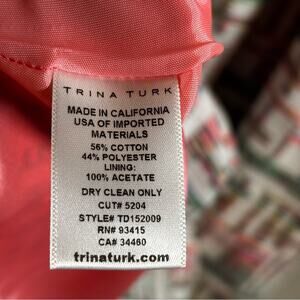 TRINA TURK
MADE IN CALIFORNIA
USA OF IMPORTED
MATERIALS
56% COTTON
44% POLYESTER
LINING:
100% ACETATE
DRY CLEAN ONLY
CUT# 5204
STYLE# TD152009
RN# 93415
CA# 34460
trinaturk.com